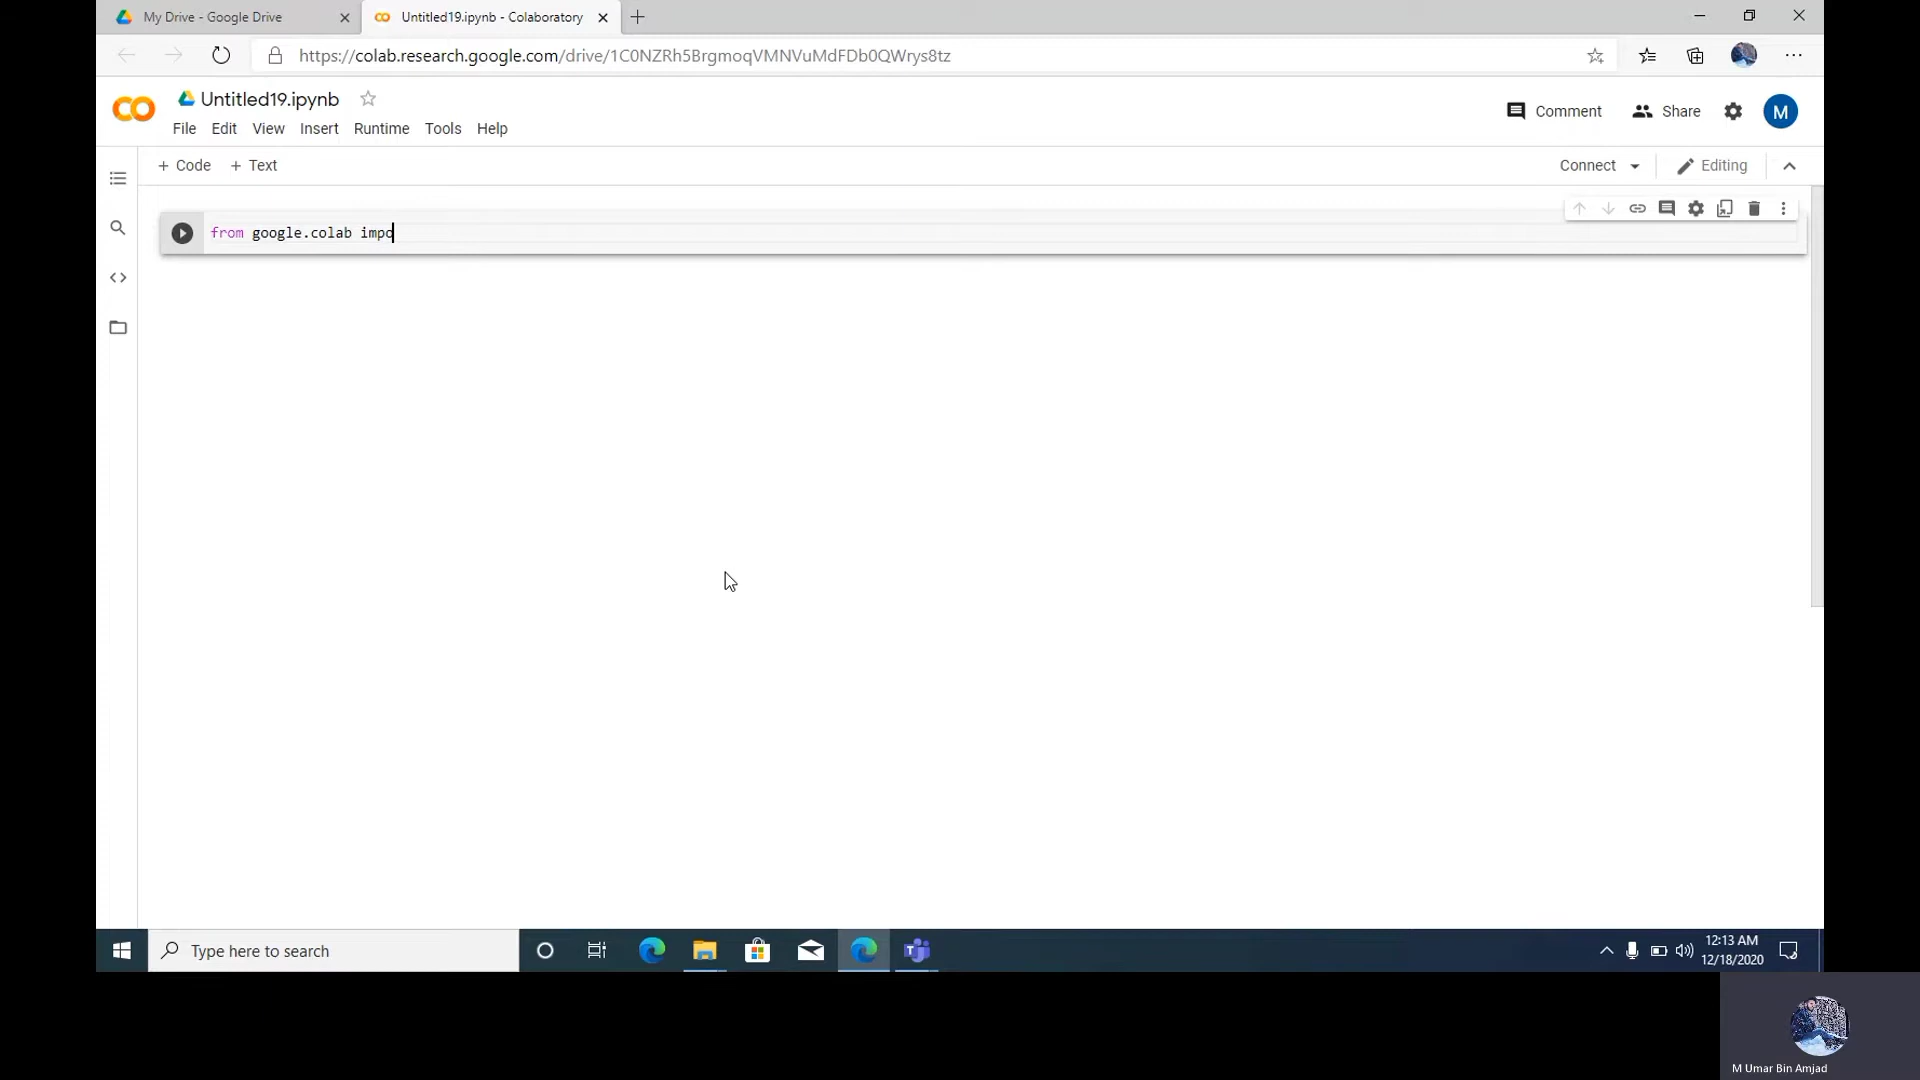 My Drive - Google Drive
Untitled19.ipynb - Colaboratory
https://colab.research.google.com/drive/1C0NZRh5BrgmoqVMNVuMdFDb0QWrys8tz
Untitled19.ipynb
File Edit View Insert Runtime Tools Help
Comment Share M
+ Code + Text
Connect Editing
from google.colab impo
Type here to search
12:13 AM
12/18/2020
M Umar Bin Amjad